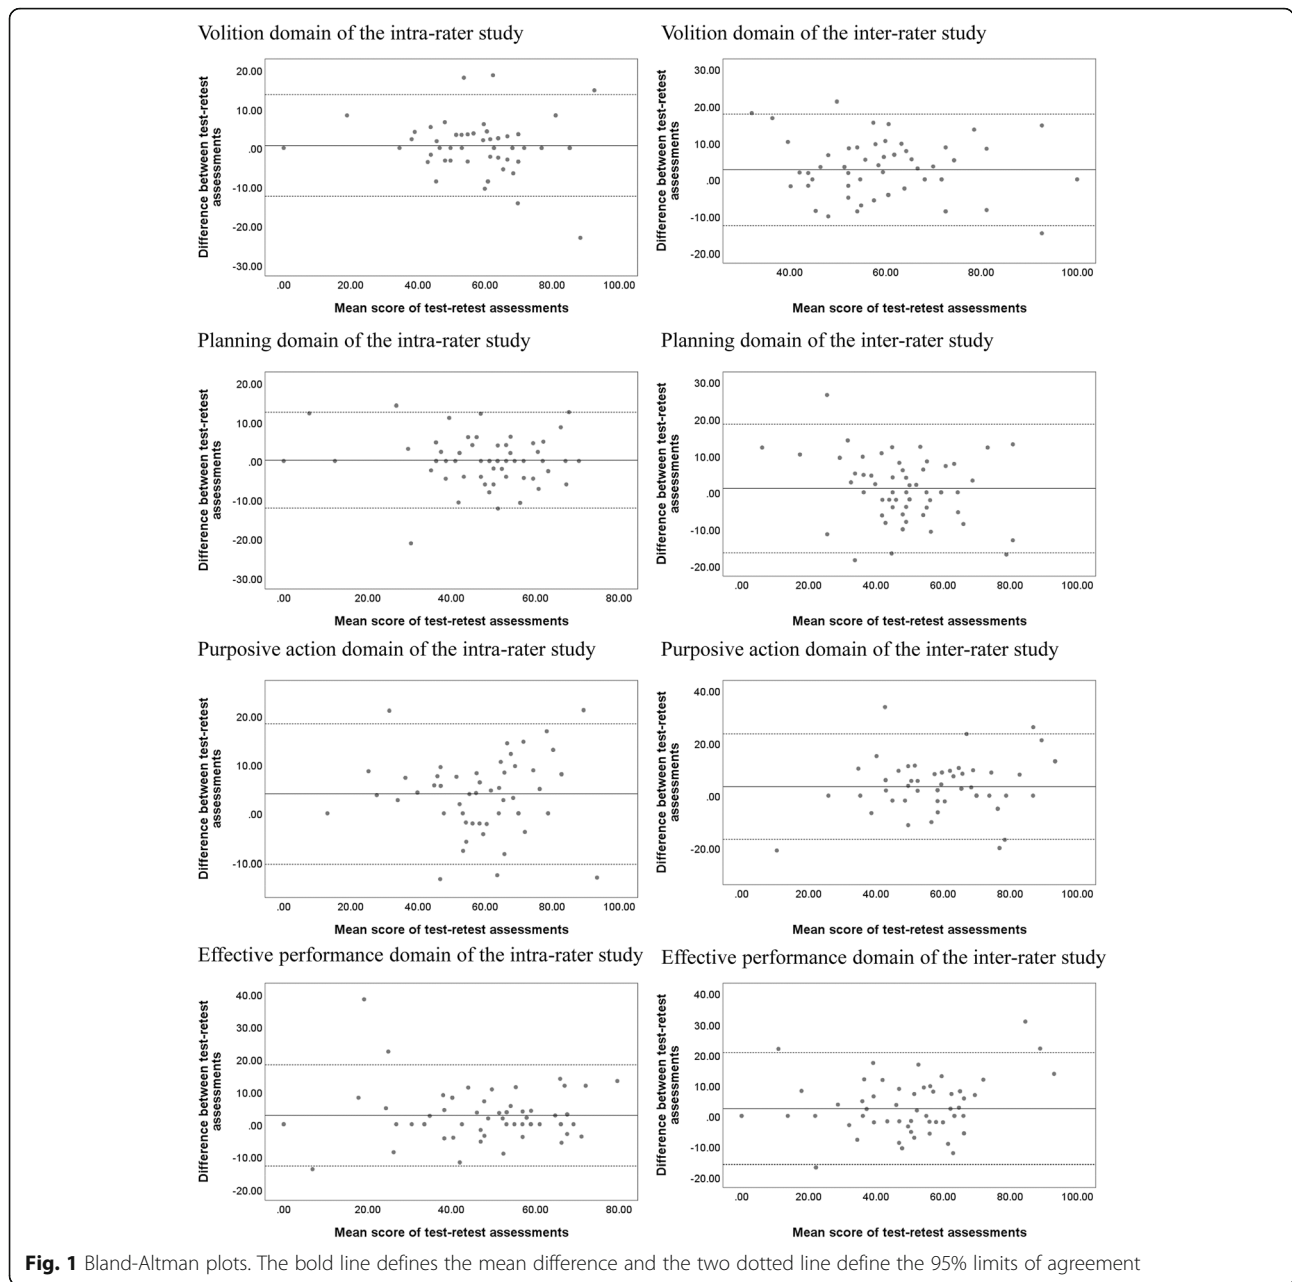 Volition domain of the intra-rater study
Difference between test-retest
assessments
20.00
10.00
.00
-10.00
-20.00
-30.00
.00 20.00 40.00 60.00 80.00 100.00
Mean score of test-retest assessments
Volition domain of the inter-rater study
Difference between test-retest
assessments
30.00
20.00
10.00
.00
-10.00
-20.00
40.00 60.00 80.00 100.00
Mean score of test-retest assessments
Planning domain of the intra-rater study
Difference between test-retest
assessments
20.00
10.00
.00
-10.00
-20.00
-30.00
.00 20.00 40.00 60.00 80.00
Mean score of test-retest assessments
Planning domain of the inter-rater study
Difference between test-retest
assessments
30.00
20.00
10.00
.00
-10.00
-20.00
.00 20.00 40.00 60.00 80.00 100.00
Mean score of test-retest assessments
Purposive action domain of the intra-rater study
Difference between test-retest
assessments
20.00
10.00
.00
-10.00
.00 20.00 40.00 60.00 80.00 100.00
Mean score of test-retest assessments
Purposive action domain of the inter-rater study
Difference between test-retest
assessments
40.00
20.00
.00
-20.00
.00 20.00 40.00 60.00 80.00 100.00
Mean score of test-retest assessments
Effective performance domain of the intra-rater study
Difference between test-retest
assessments
40.00
30.00
20.00
10.00
.00
-10.00
-20.00
.00 20.00 40.00 60.00 80.00
Mean score of test-retest assessments
Effective performance domain of the inter-rater study
Difference between test-retest
assessments
40.00
30.00
20.00
10.00
.00
-10.00
-20.00
.00 20.00 40.00 60.00 80.00 100.00
Mean score of test-retest assessments
Fig. 1 Bland-Altman plots. The bold line defines the mean difference and the two dotted line define the 95% limits of agreement